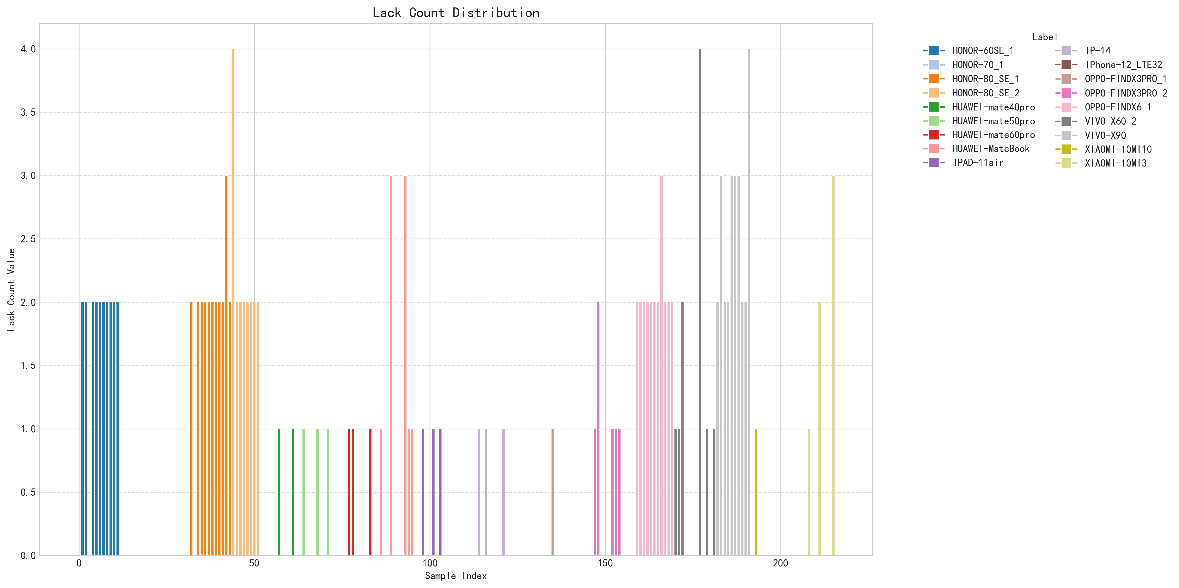 Lack Count Distribution
Lack Count Value
4.0
3.5
3.0
2.5
2.0
1.5
1.0
0.5
0.0
0
50
100
150
200
Sample Index
Label
HONOR-60SE_1
HONOR-70_1
HONOR-80_SE_1
HONOR-80_SE_2
HUAWEI-mate40pro
HUAWEI-mate50pro
HUAWEI-mate60pro
HUAWEI-MateBook
IPAD-11air
IP-14
IPhone-12_LTE32
OPPO-FINDX3PRO_1
OPPO-FINDX3PRO_2
OPPO-FINDX6_1
VIVO_X60_2
VIVO-X90
XIAOMI-10MI10
XIAOMI-10MI3